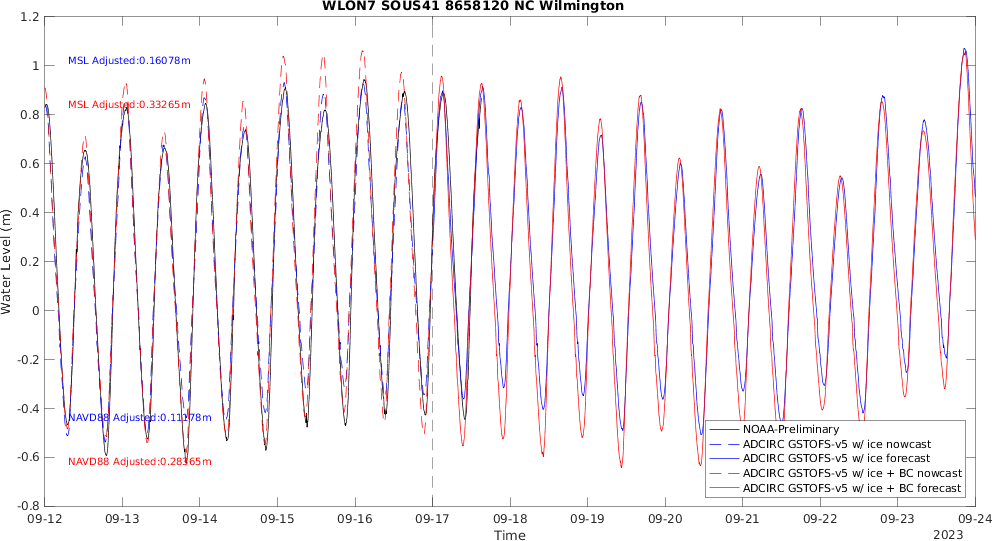 WLON7 SOUS41 8658120 NC Wilmington
1.2
1
0.8
0.6
0.4
0.2
0
-0.2
-0.4
-0.6
-0.8
Water Level (m)
MSL Adjusted:0.16078m
MSL Adjusted:0.33265m
NAVD88 Adjusted:0.11178m
NAVD88 Adjusted:0.28365m
NOAA-Preliminary
ADCIRC GSTOFS-v5 w/ ice nowcast
ADCIRC GSTOFS-v5 w/ ice forecast
ADCIRC GSTOFS-v5 w/ ice + BC nowcast
ADCIRC GSTOFS-v5 w/ ice + BC forecast
09-12 09-13 09-14 09-15 09-16 09-17 09-18 09-19 09-20 09-21 09-22 09-23 09-24
Time
2023